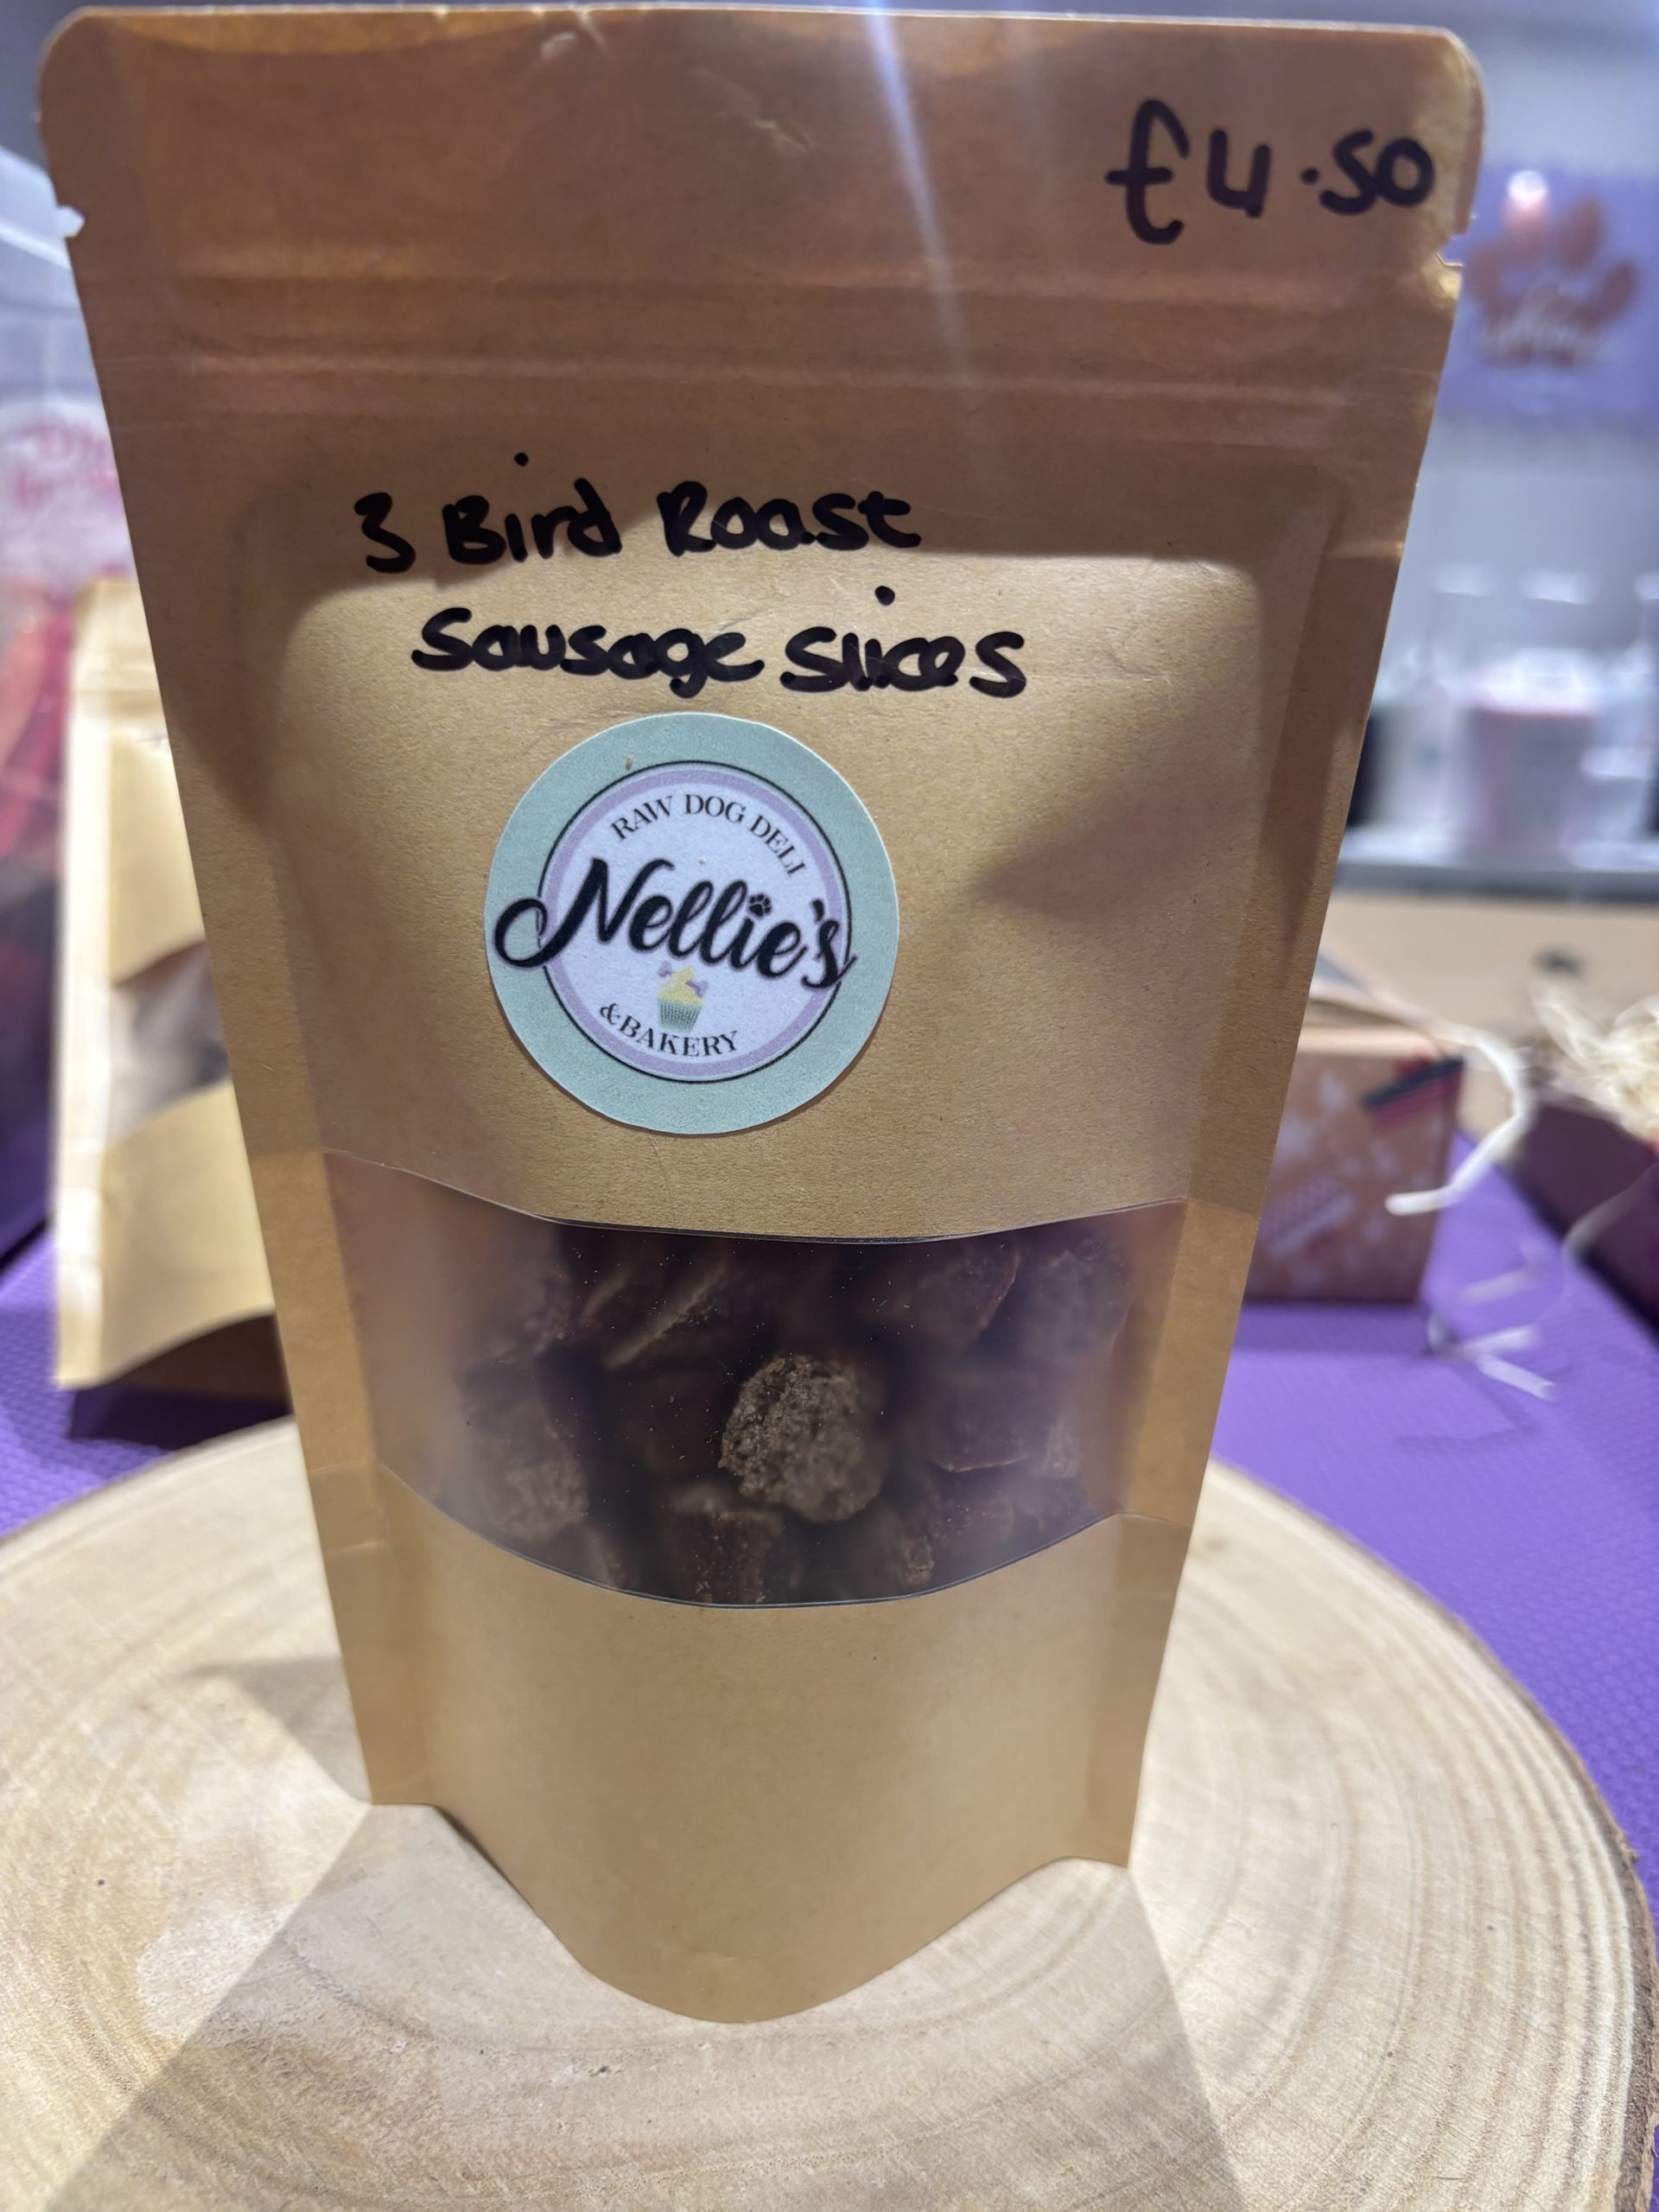 £4.50
3 Bird Roast
Sausage Slices
RAW DOG DELI
Nellie's
& BAKERY